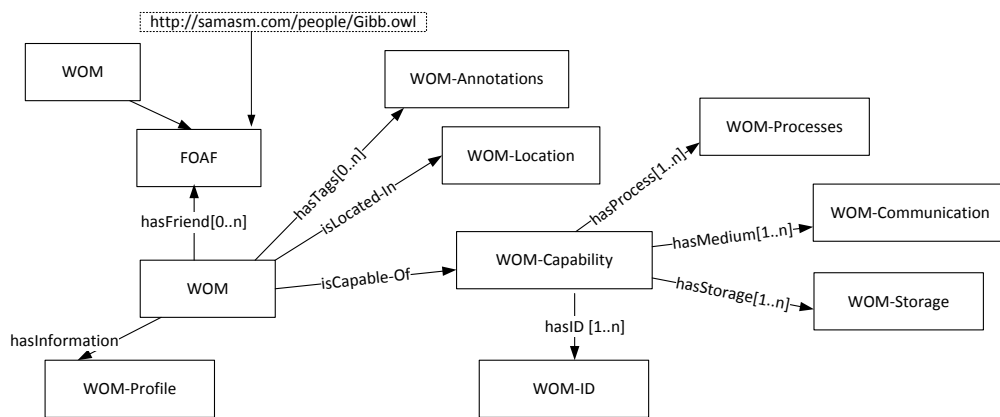 http://samasm.com/people/Gibb.owl
WOM
WOM-Annotations
WOM-Processes
FOAF
WOM-Location
hasTags[0..n]
isLocated-In
hasProcess[1..n]
hasFriend[0..n]
WOM-Communication
hasMedium[1..n]
WOM
isCapable-Of
WOM-Capability
hasStorage[1..n]
WOM-Storage
hasInformation
hasID [1..n]
WOM-Profile
WOM-ID